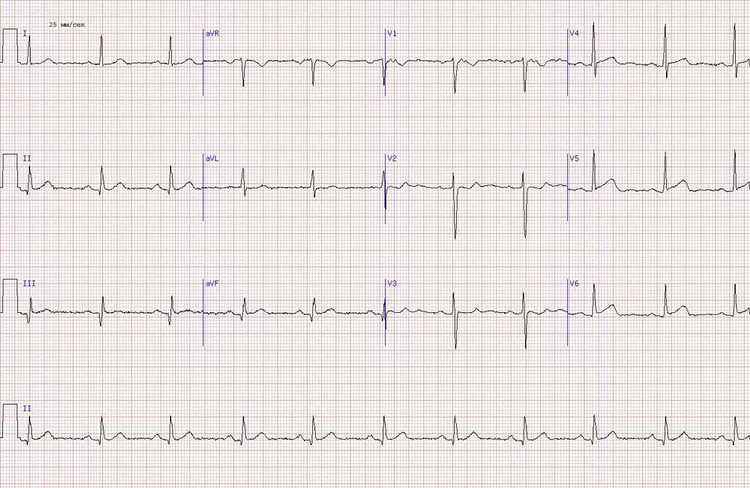 25 мм/сек
I aVR V1 V4
II aVL V2 V5
III aVF V3 V6
II